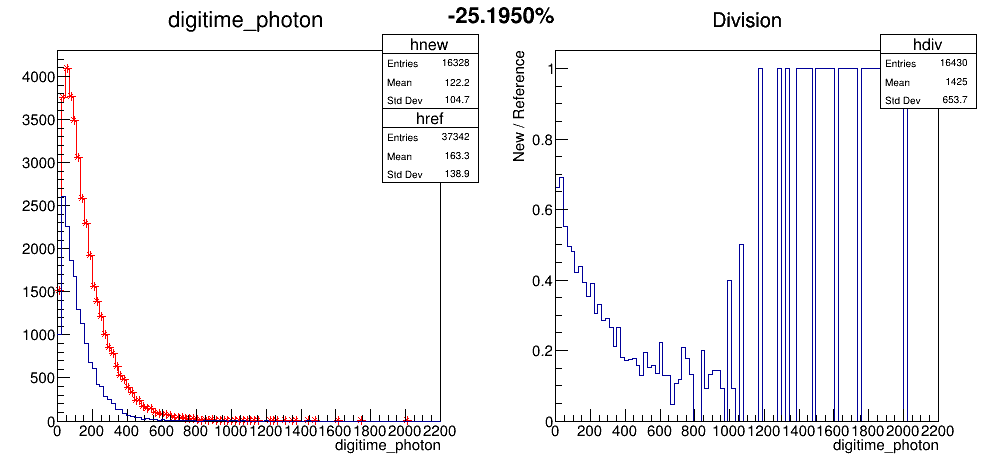 digitime_photon
-25.1950%
Division
hnew
Entries 16328
Mean 122.2
Std Dev 104.7
href
Entries 37342
Mean 163.3
Std Dev 138.9
4000
3500
3000
2500
2000
1500
1000
500
0
0 200 400 600 800 1000 1200 1400 1600 1800 2000 2200
digitime_photon
hdiv
Entries 16430
Mean 1425
Std Dev 653.7
New / Reference
1
0.8
0.6
0.4
0.2
0
0 200 400 600 800 1000 1200 1400 1600 1800 2000 2200
digitime_photon